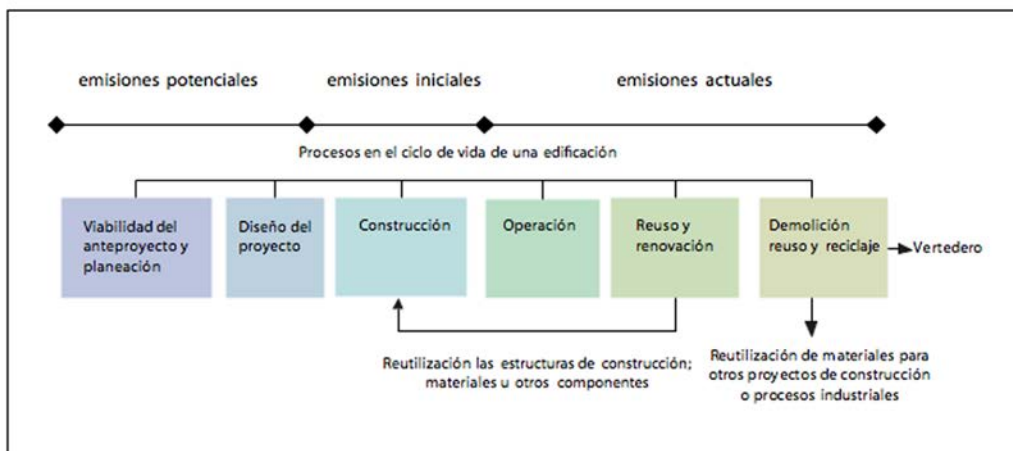 emisiones potenciales
emisiones iniciales
emisiones actuales
Procesos en el ciclo de vida de una edificación
Viabilidad del
anteproyecto y
planeación
Diseño del
proyecto
Construcción
Operación
Reuso y
renovación
Demolición
reuso y reciclaje
Vertedero
Reutilización las estructuras de construcción;
materiales u otros componentes
Reutilización de materiales para
otros proyectos de construcción
o procesos industriales